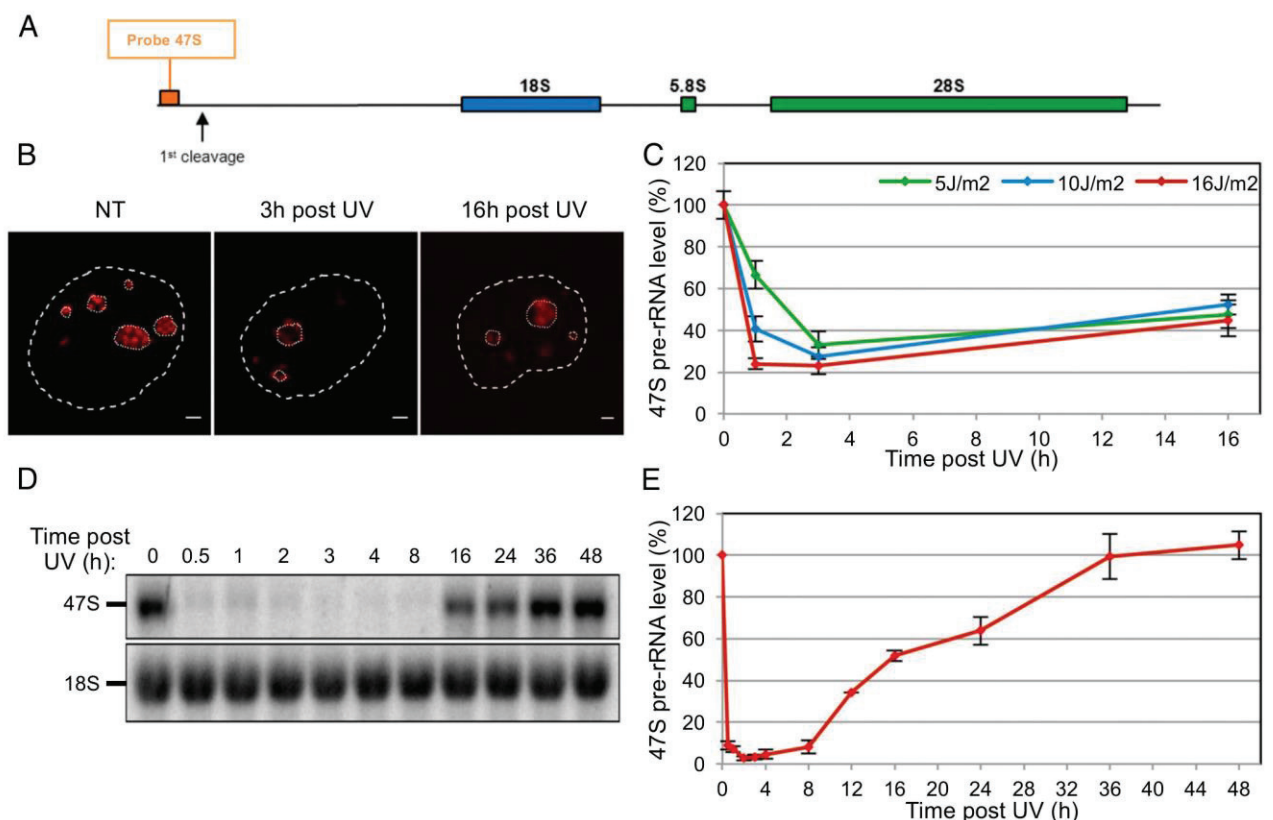 A
Probe 47S
18S
5.8S
28S
1st cleavage
B
NT
3h post UV
16h post UV
C
47S pre-rRNA level (%)
120
100
80
60
40
20
0
5J/m2
10J/m2
16J/m2
0 2 4 6 8 10 12 14 16
Time post UV (h)
D
Time post
UV (h):
0 0.5 1 2 3 4 8 16 24 36 48
47S
18S
E
47S pre-rRNA level (%)
120
100
80
60
40
20
0
0 4 8 12 16 20 24 28 32 36 40 44 48
Time post UV (h)